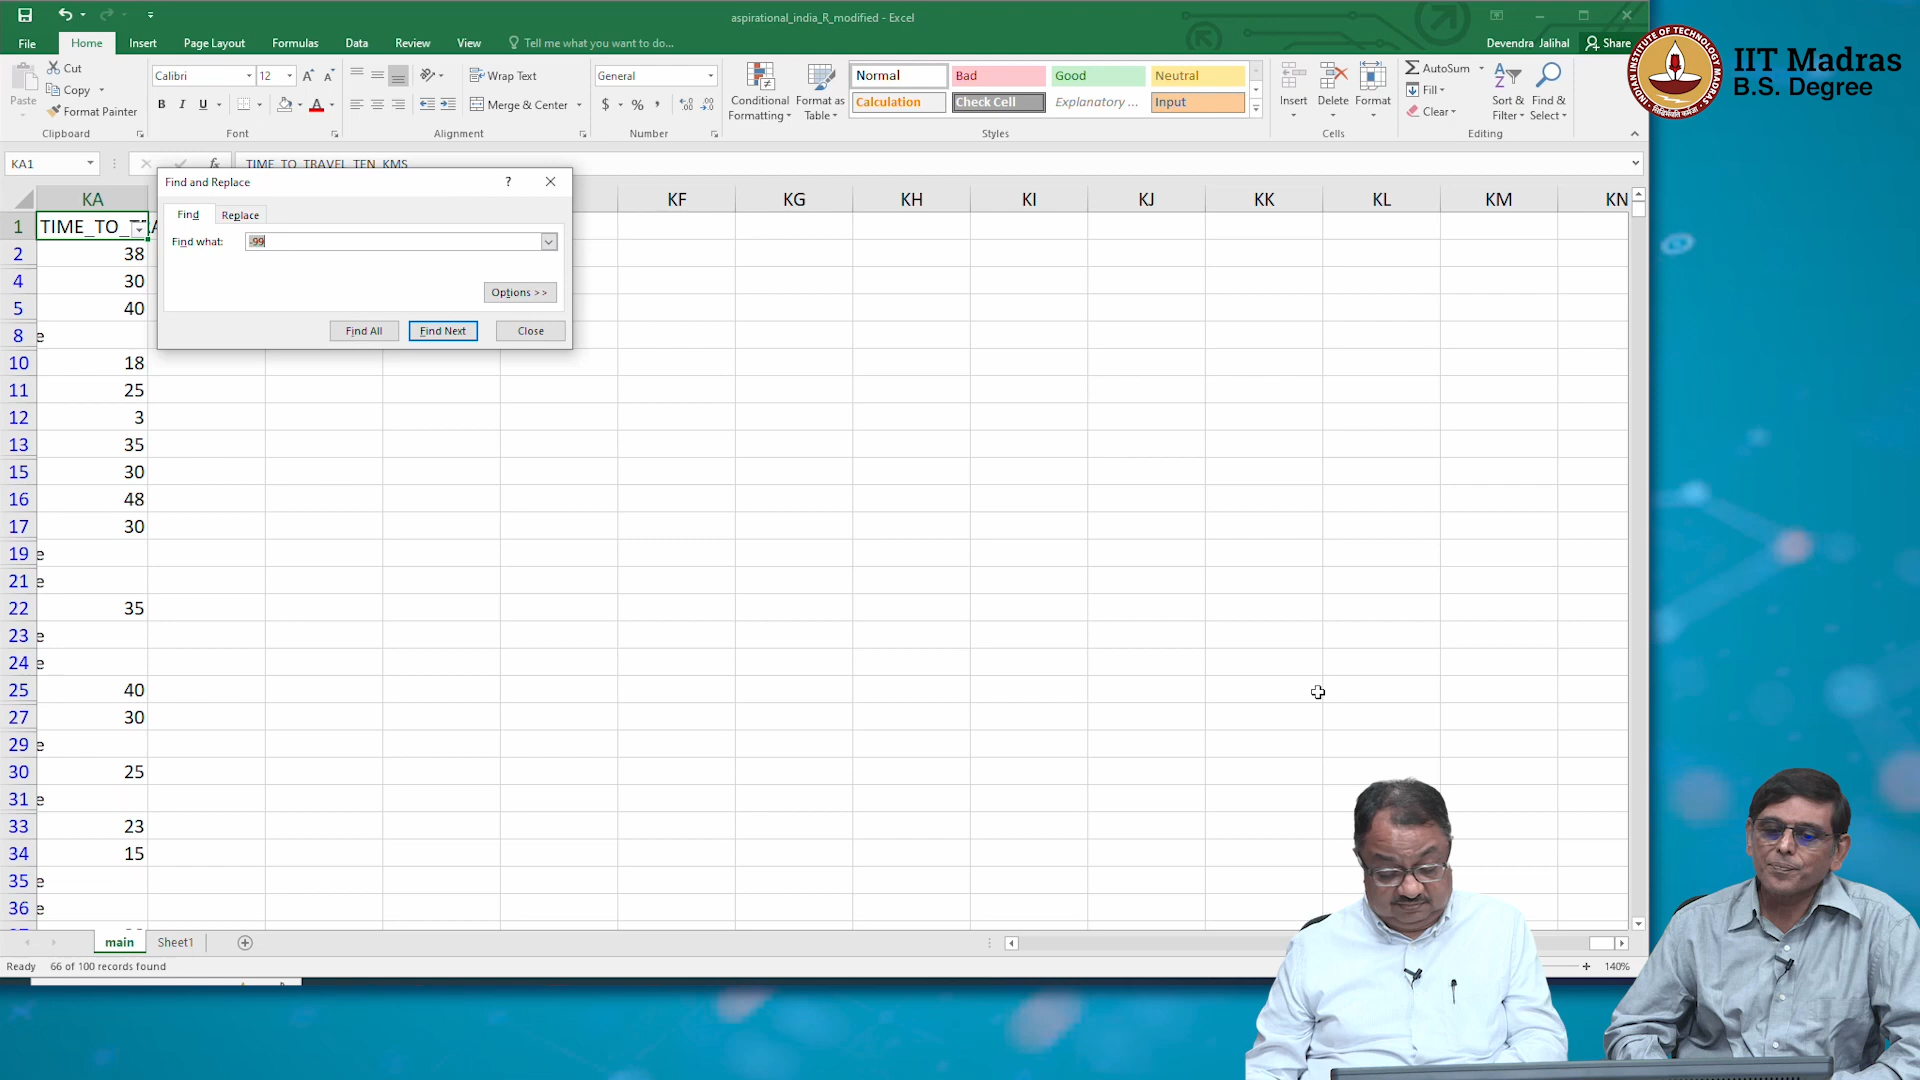 aspirational_india_R_modified - Excel
File Home Insert Page Layout Formulas Data Review View Tell me what you want to do... Devendra Jalihal Share
IIT Madras
B.S. Degree
INDIAN INSTITUTE OF TECHNOLOGY MADRAS
Paste
Cut
Copy
Format Painter
Clipboard
Calibri 12
B I U
Font
Wrap Text
Merge & Center
Alignment
General
$ % ,
Number
Conditional Formatting
Format as Table
Normal Bad Good Neutral
Calculation Check Cell Explanatory ... Input
Styles
Insert Delete Format
Cells
AutoSum
Fill
Clear
Sort & Filter
Find & Select
Editing
KA1 fx TIME_TO_TRAVEL_TEN_KMS
Find and Replace ?
Find Replace
Find what: -99
Options >>
Find All Find Next Close
KA KF KG KH KI KJ KK KL KM KN
1 TIME_TO_TRA
2 38
4 30
5 40
8 e
10 18
11 25
12 3
13 35
15 30
16 48
17 30
19 e
21 e
22 35
23 e
24 e
25 40
27 30
29 e
30 25
31 e
33 23
34 15
35 e
36 e
main Sheet1
Ready 66 of 100 records found
140%